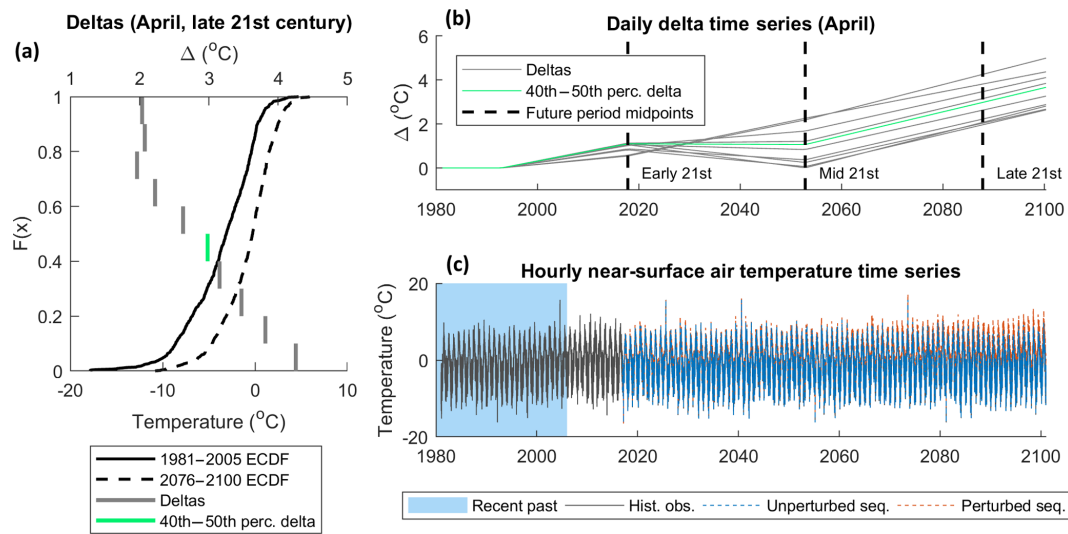 Deltas (April, late 21st century)
(a)
Δ (°C)
1 2 3 4 5
1
0.8
0.6
0.4
0.2
0
F(x)
-20 -10 0 10
Temperature (°C)
1981–2005 ECDF
2076–2100 ECDF
Deltas
40th–50th perc. delta
(b)
Daily delta time series (April)
6
4
2
0
Δ (°C)
Deltas
40th–50th perc. delta
Future period midpoints
Early 21st
Mid 21st
Late 21st
1980 2000 2020 2040 2060 2080 2100
(c)
Hourly near-surface air temperature time series
20
0
-20
Temperature (°C)
1980 2000 2020 2040 2060 2080 2100
Recent past
Hist. obs.
Unperturbed seq.
Perturbed seq.